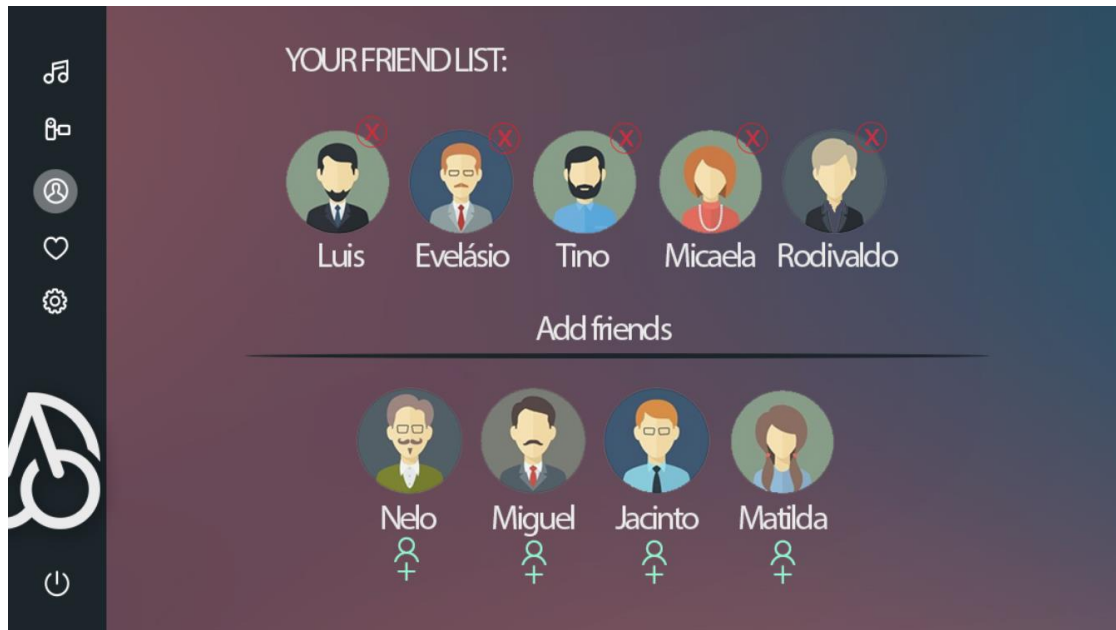 YOUR FRIEND LIST:
X X X X X
Luis Evelásio Tino Micaela Rodivaldo
Add friends
Nelo Miguel Jacinto Matilda